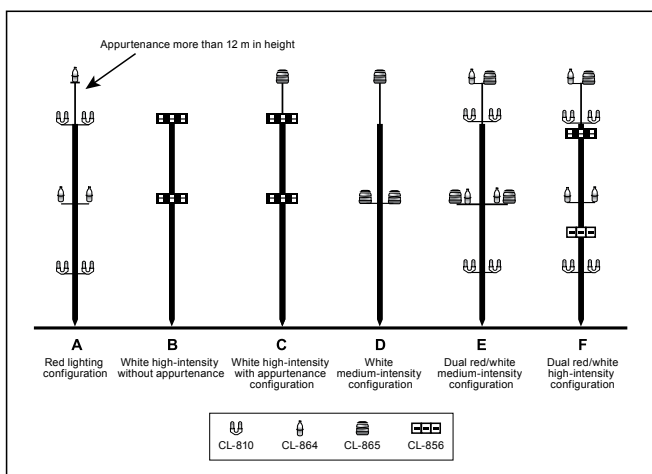 Appurtenance more than 12 m in height
A B C D E F
Red lighting White high-intensity White high-intensity White Dual red/white Dual red/white
configuration without appurtenance with appurtenance medium-intensity medium-intensity high-intensity
configuration configuration configuration configuration
CL-810 CL-864 CL-865 CL-856